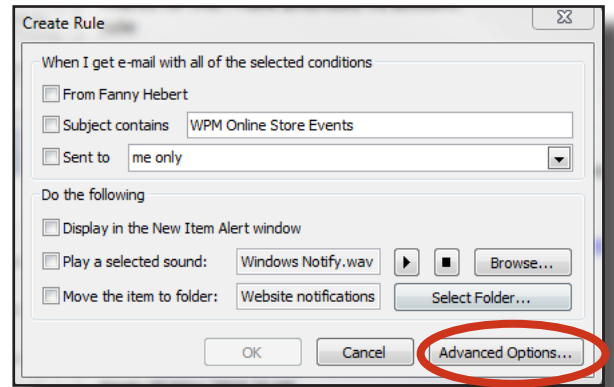 Create Rule
When I get e-mail with all of the selected conditions
From Fanny Hebert
Subject contains WPM Online Store Events
Sent to me only
Do the following
Display in the New Item Alert window
Play a selected sound: Windows Notify.wav Browse...
Move the item to folder: Website notifications Select Folder...
OK Cancel Advanced Options...